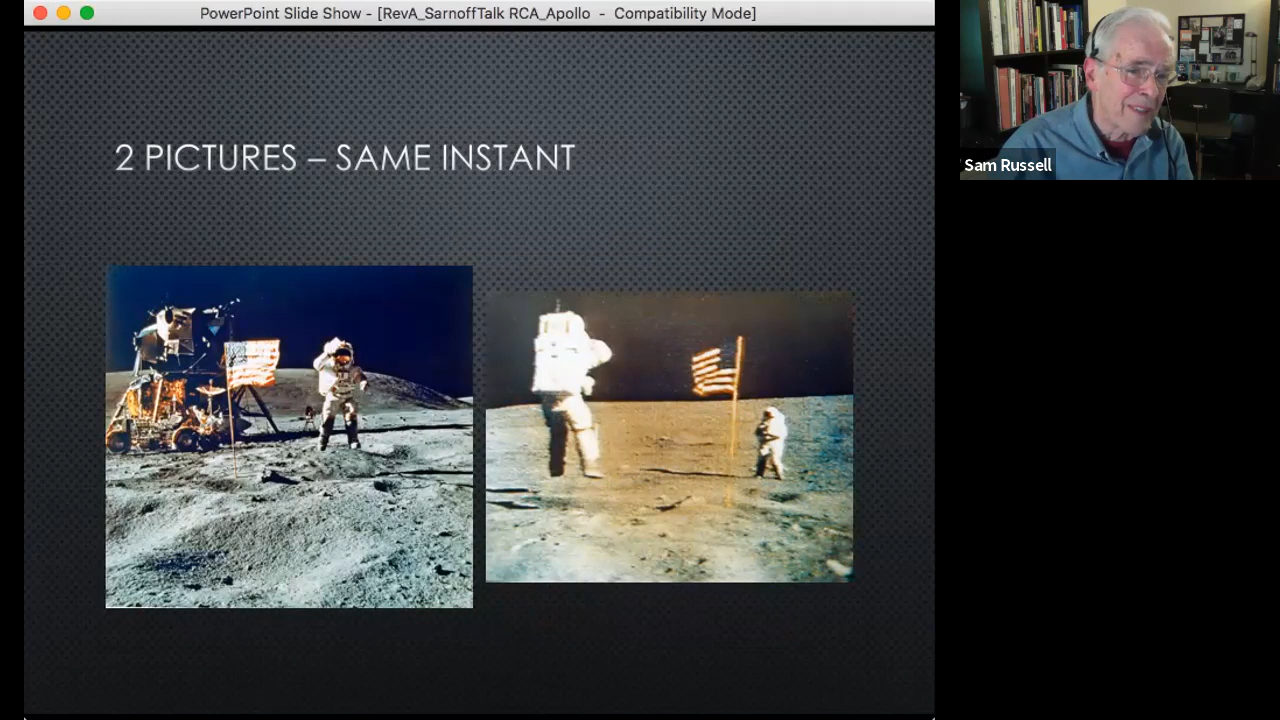 PowerPoint Slide Show - [RevA_SarnoffTalk RCA_Apollo - Compatibility Mode]
2 PICTURES – SAME INSTANT
Sam Russell